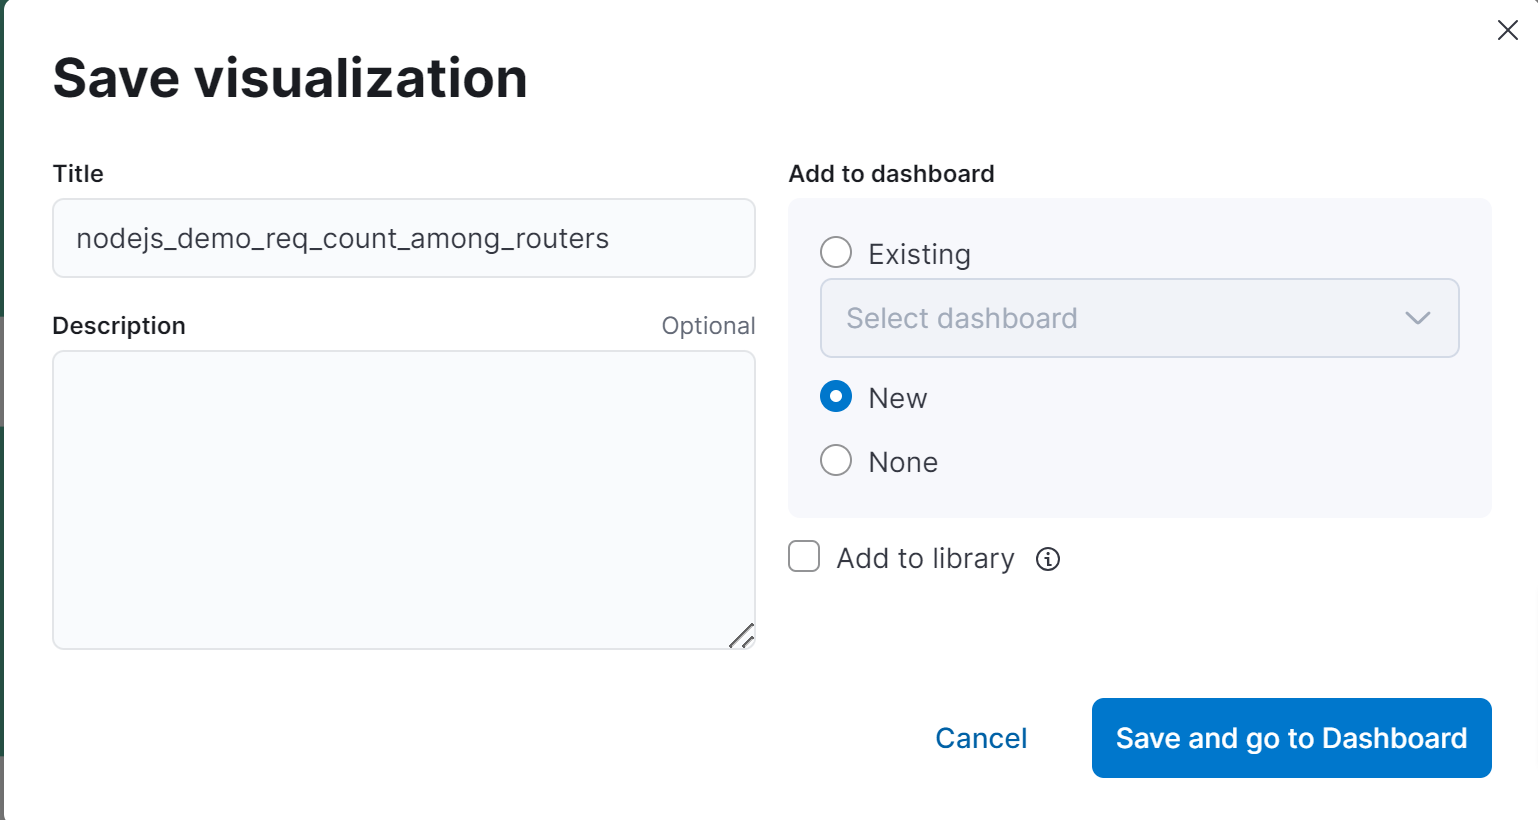 Save visualization
Title
nodejs_demo_req_count_among_routers
Description Optional
Add to dashboard
Existing
Select dashboard
New
None
Add to library
Cancel
Save and go to Dashboard